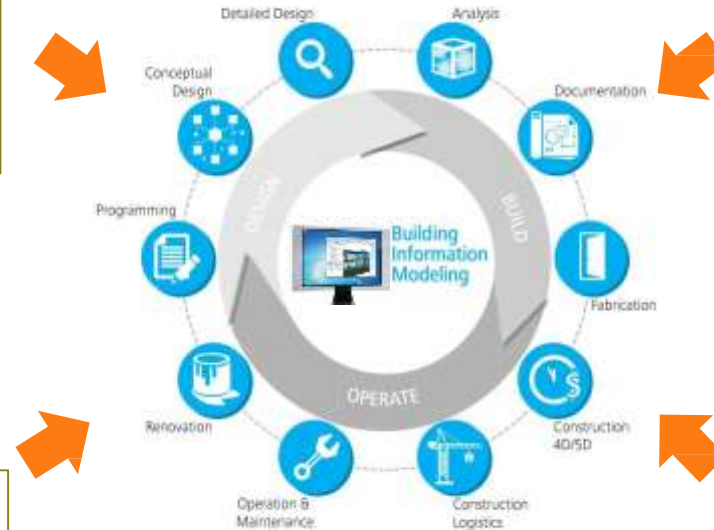 Detailed Design
Analysis
Conceptual
Design
Documentation
Programming
DESIGN
BUILD
Building
Information
Modeling
Fabrication
OPERATE
Renovation
Construction
4D/5D
Operation &
Maintenance
Construction
Logistics